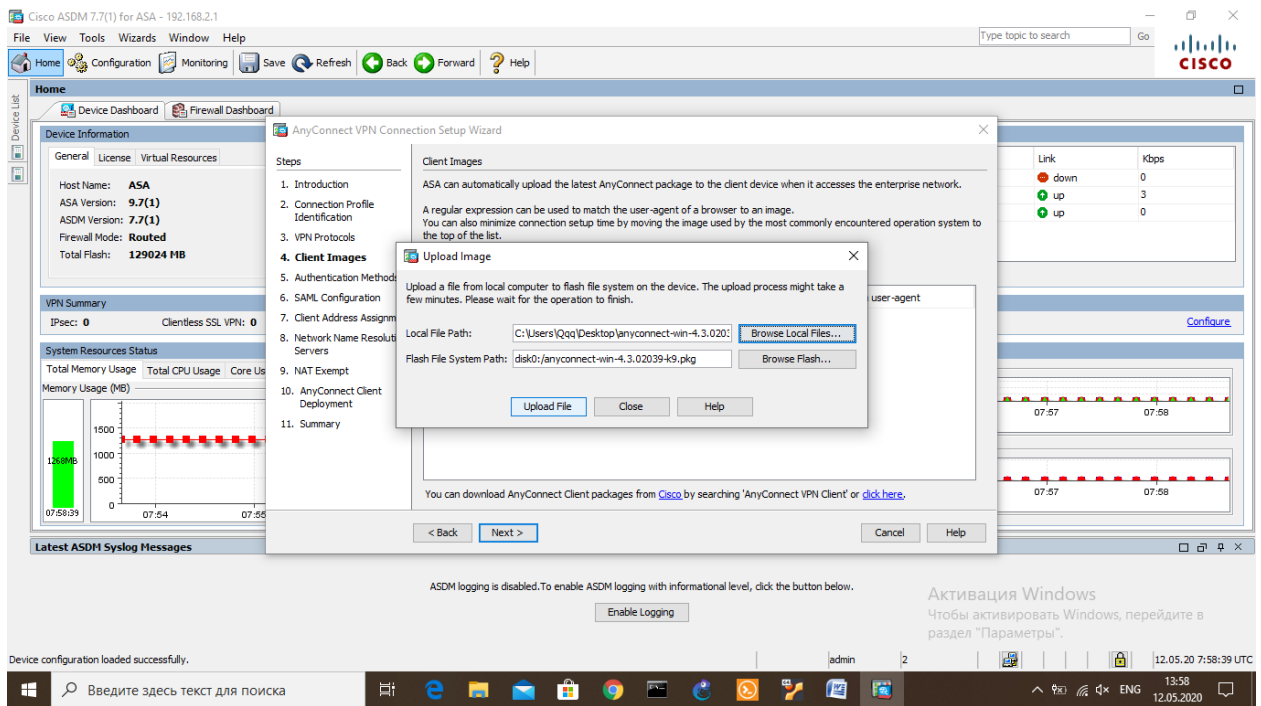 Cisco ASDM 7.7(1) for ASA - 192.168.2.1
File View Tools Wizards Window Help
Type topic to search Go
Home Configuration Monitoring Save Refresh Back Forward Help
CISCO
Device List
Home
Device Dashboard Firewall Dashboard
Device Information
General License Virtual Resources
Host Name: ASA
ASA Version: 9.7(1)
ASDM Version: 7.7(1)
Firewall Mode: Routed
Total Flash: 129024 MB
Link Kbps
down 0
up 3
up 0
VPN Summary
IPsec: 0 Clientless SSL VPN: 0
Configure
System Resources Status
Total Memory Usage Total CPU Usage Core Us
Memory Usage (MB)
1500
1000
500
0
1268MB
07:58:39
07:54 07:55
07:57 07:58
07:57 07:58
AnyConnect VPN Connection Setup Wizard
Steps
1. Introduction
2. Connection Profile
Identification
3. VPN Protocols
4. Client Images
5. Authentication Methods
6. SAML Configuration
7. Client Address Assignm
8. Network Name Resoluti
Servers
9. NAT Exempt
10. AnyConnect Client
Deployment
11. Summary
Client Images
ASA can automatically upload the latest AnyConnect package to the client device when it accesses the enterprise network.
A regular expression can be used to match the user-agent of a browser to an image.
You can also minimize connection setup time by moving the image used by the most commonly encountered operation system to
the top of the list.
user-agent
Upload Image
Upload a file from local computer to flash file system on the device. The upload process might take a
few minutes. Please wait for the operation to finish.
Local File Path: C:\Users\Qqq\Desktop\anyconnect-win-4.3.0203 Browse Local Files...
Flash File System Path: disk0:/anyconnect-win-4.3.02039-k9.pkg Browse Flash...
Upload File Close Help
You can download AnyConnect Client packages from Cisco by searching 'AnyConnect VPN Client' or click here.
< Back Next > Cancel Help
Latest ASDM Syslog Messages
ASDM logging is disabled.To enable ASDM logging with informational level, click the button below.
Enable Logging
Активация Windows
Чтобы активировать Windows, перейдите в
раздел "Параметры".
Device configuration loaded successfully. admin 2 12.05.20 7:58:39 UTC
Введите здесь текст для поиска
ENG
13:58
12.05.2020